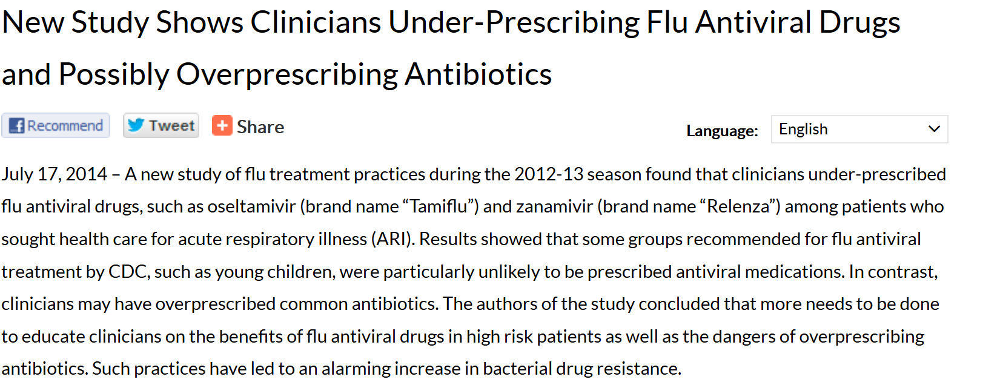 New Study Shows Clinicians Under-Prescribing Flu Antiviral Drugs
and Possibly Overprescribing Antibiotics
Recommend Tweet Share Language: English
July 17, 2014 – A new study of flu treatment practices during the 2012-13 season found that clinicians under-prescribed
flu antiviral drugs, such as oseltamivir (brand name “Tamiflu”) and zanamivir (brand name “Relenza”) among patients who
sought health care for acute respiratory illness (ARI). Results showed that some groups recommended for flu antiviral
treatment by CDC, such as young children, were particularly unlikely to be prescribed antiviral medications. In contrast,
clinicians may have overprescribed common antibiotics. The authors of the study concluded that more needs to be done
to educate clinicians on the benefits of flu antiviral drugs in high risk patients as well as the dangers of overprescribing
antibiotics. Such practices have led to an alarming increase in bacterial drug resistance.